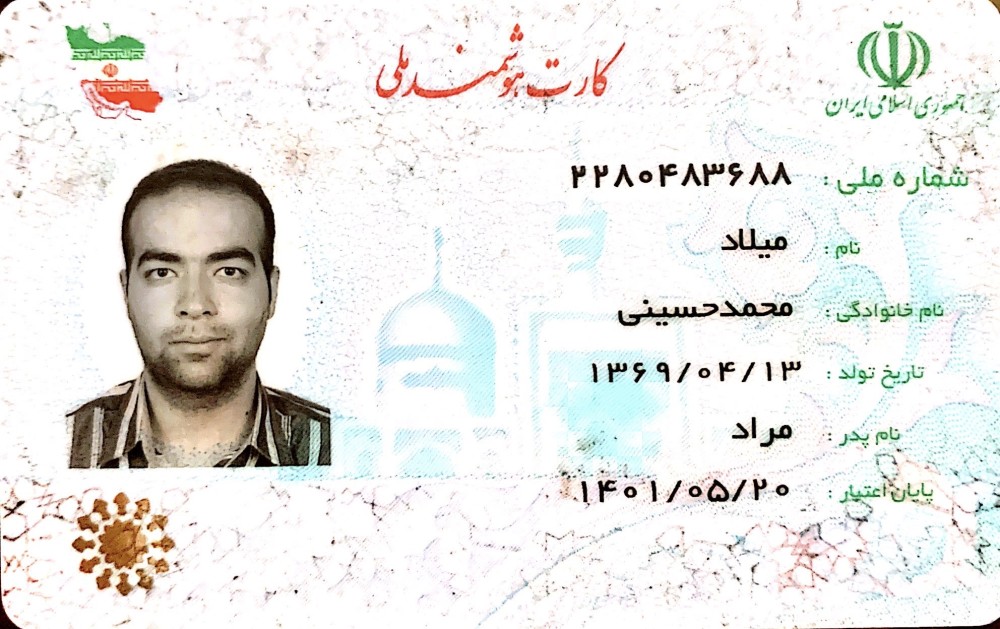 کارت هوشمند ملی
جمهوری اسلامی ایران
شماره ملی : ۲۲۸۰۴۸۳۶۸۸
نام : میلاد
نام خانوادگی : محمدحسینی
تاریخ تولد : ۱۳۶۹/۰۴/۱۳
نام پدر : مراد
پایان اعتبار : ۱۴۰۱/۰۵/۲۰